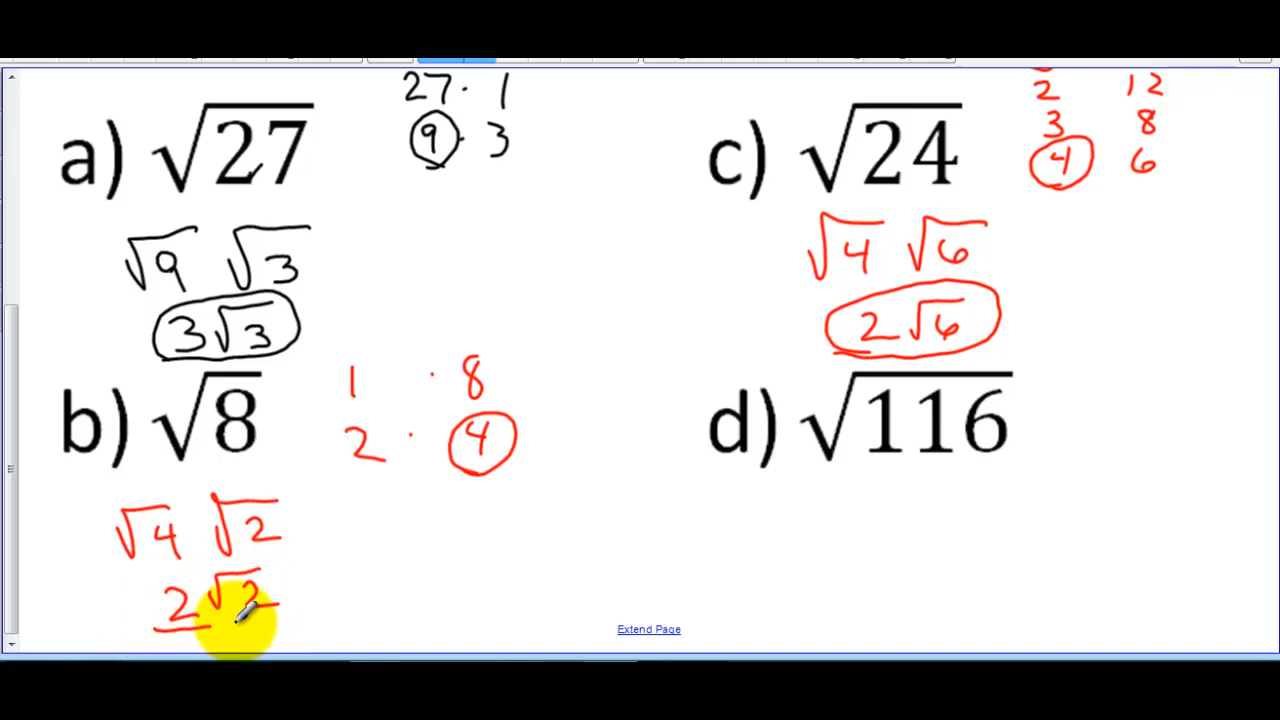 27 · 1
a) √27
9 · 3
√9 √3
3√3
b) √8
1 · 8
2 · 4
√4 √2
2√2
2 12
c) √24
3 8
4 6
√4 √6
2√6
d) √116
Extend Page